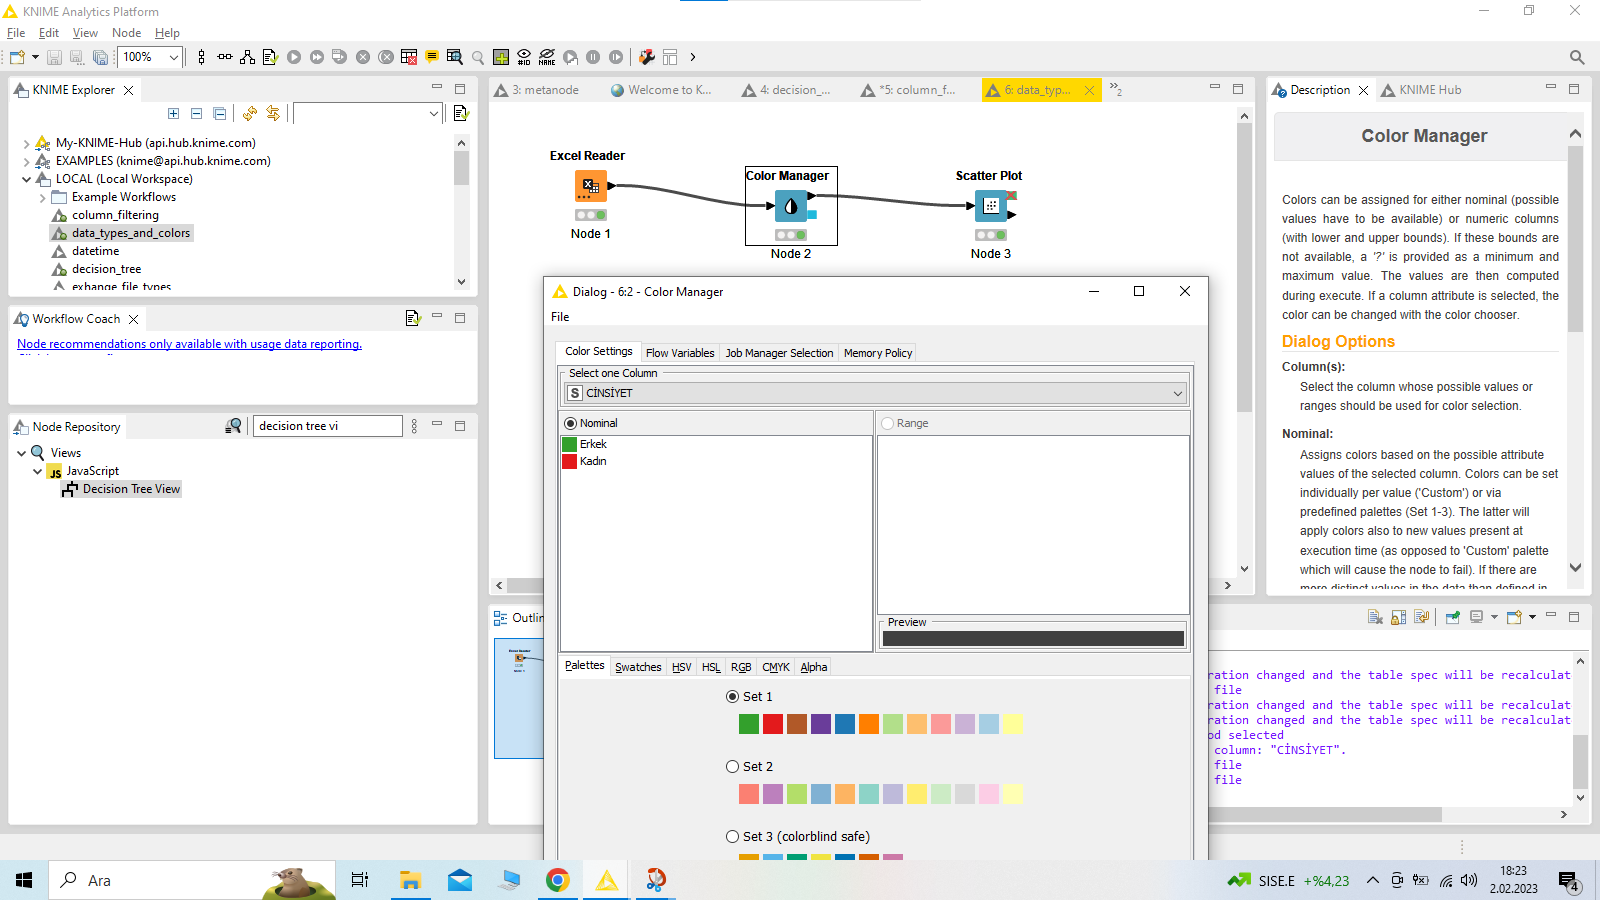 KNIME Analytics Platform
File Edit View Node Help
100%
#ID
NAME
KNIME Explorer
My-KNIME-Hub (api.hub.knime.com)
EXAMPLES (knime@api.hub.knime.com)
LOCAL (Local Workspace)
Example Workflows
column_filtering
data_types_and_colors
datetime
decision_tree
exhange_file_types
Workflow Coach
Node recommendations only available with usage data reporting.
Node Repository
decision tree vi
Views
JS JavaScript
Decision Tree View
3: metanode
Welcome to K...
4: decision_...
*5: column_f...
6: data_typ...
»2
Excel Reader
Node 1
Color Manager
Node 2
Scatter Plot
Node 3
Outlin
Dialog - 6:2 - Color Manager
File
Color Settings Flow Variables Job Manager Selection Memory Policy
Select one Column
S CİNSİYET
Nominal
Erkek
Kadın
Range
Preview
Palettes Swatches HSV HSL RGB CMYK Alpha
Set 1
Set 2
Set 3 (colorblind safe)
Description
KNIME Hub
Color Manager
Colors can be assigned for either nominal (possible
values have to be available) or numeric columns
(with lower and upper bounds). If these bounds are
not available, a '?' is provided as a minimum and
maximum value. The values are then computed
during execute. If a column attribute is selected, the
color can be changed with the color chooser.
Dialog Options
Column(s):
Select the column whose possible values or
ranges should be used for color selection.
Nominal:
Assigns colors based on the possible attribute
values of the selected column. Colors can be set
individually per value ('Custom') or via
predefined palettes (Set 1-3). The latter will
apply colors also to new values present at
execution time (as opposed to 'Custom' palette
which will cause the node to fail). If there are
more distinct values in the data than defined in
ration changed and the table spec will be recalculat
file
ration changed and the table spec will be recalculat
ration changed and the table spec will be recalculat
od selected
column: "CİNSİYET".
file
file
Ara
SISE.E +%4,23
18:23
2.02.2023
4